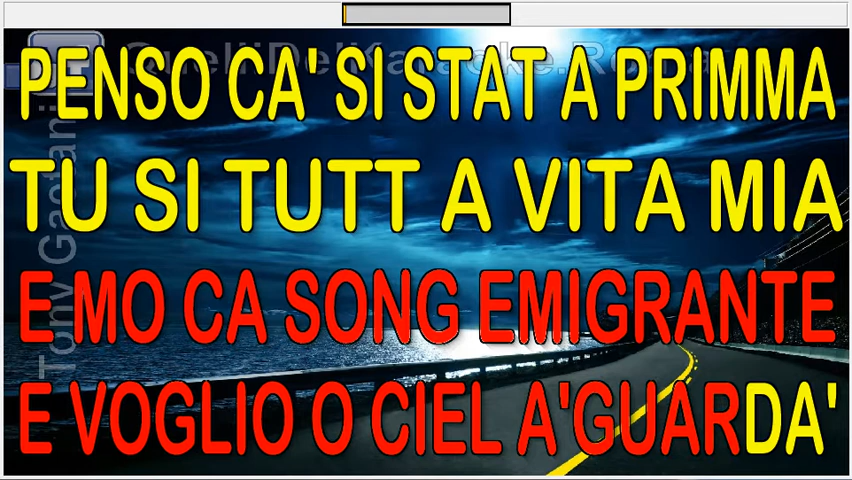 PENSO CA' SI STAT A PRIMMA
TU SI TUTT A VITA MIA
E MO CA SONG EMIGRANTE
E VOGLIO O CIEL A'GUARDA'